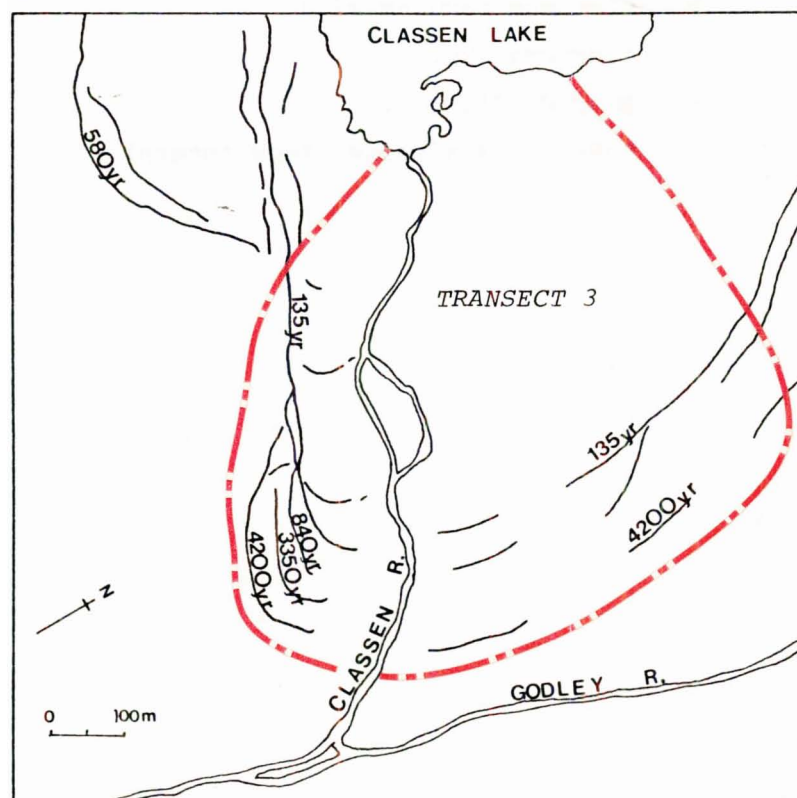 CLASSEN LAKE
580yr
TRANSECT 3
135yr
135yr
4200yr
840yr
3350yr
4200yr
N
CLASSEN R.
GODLEY R.
0 100m